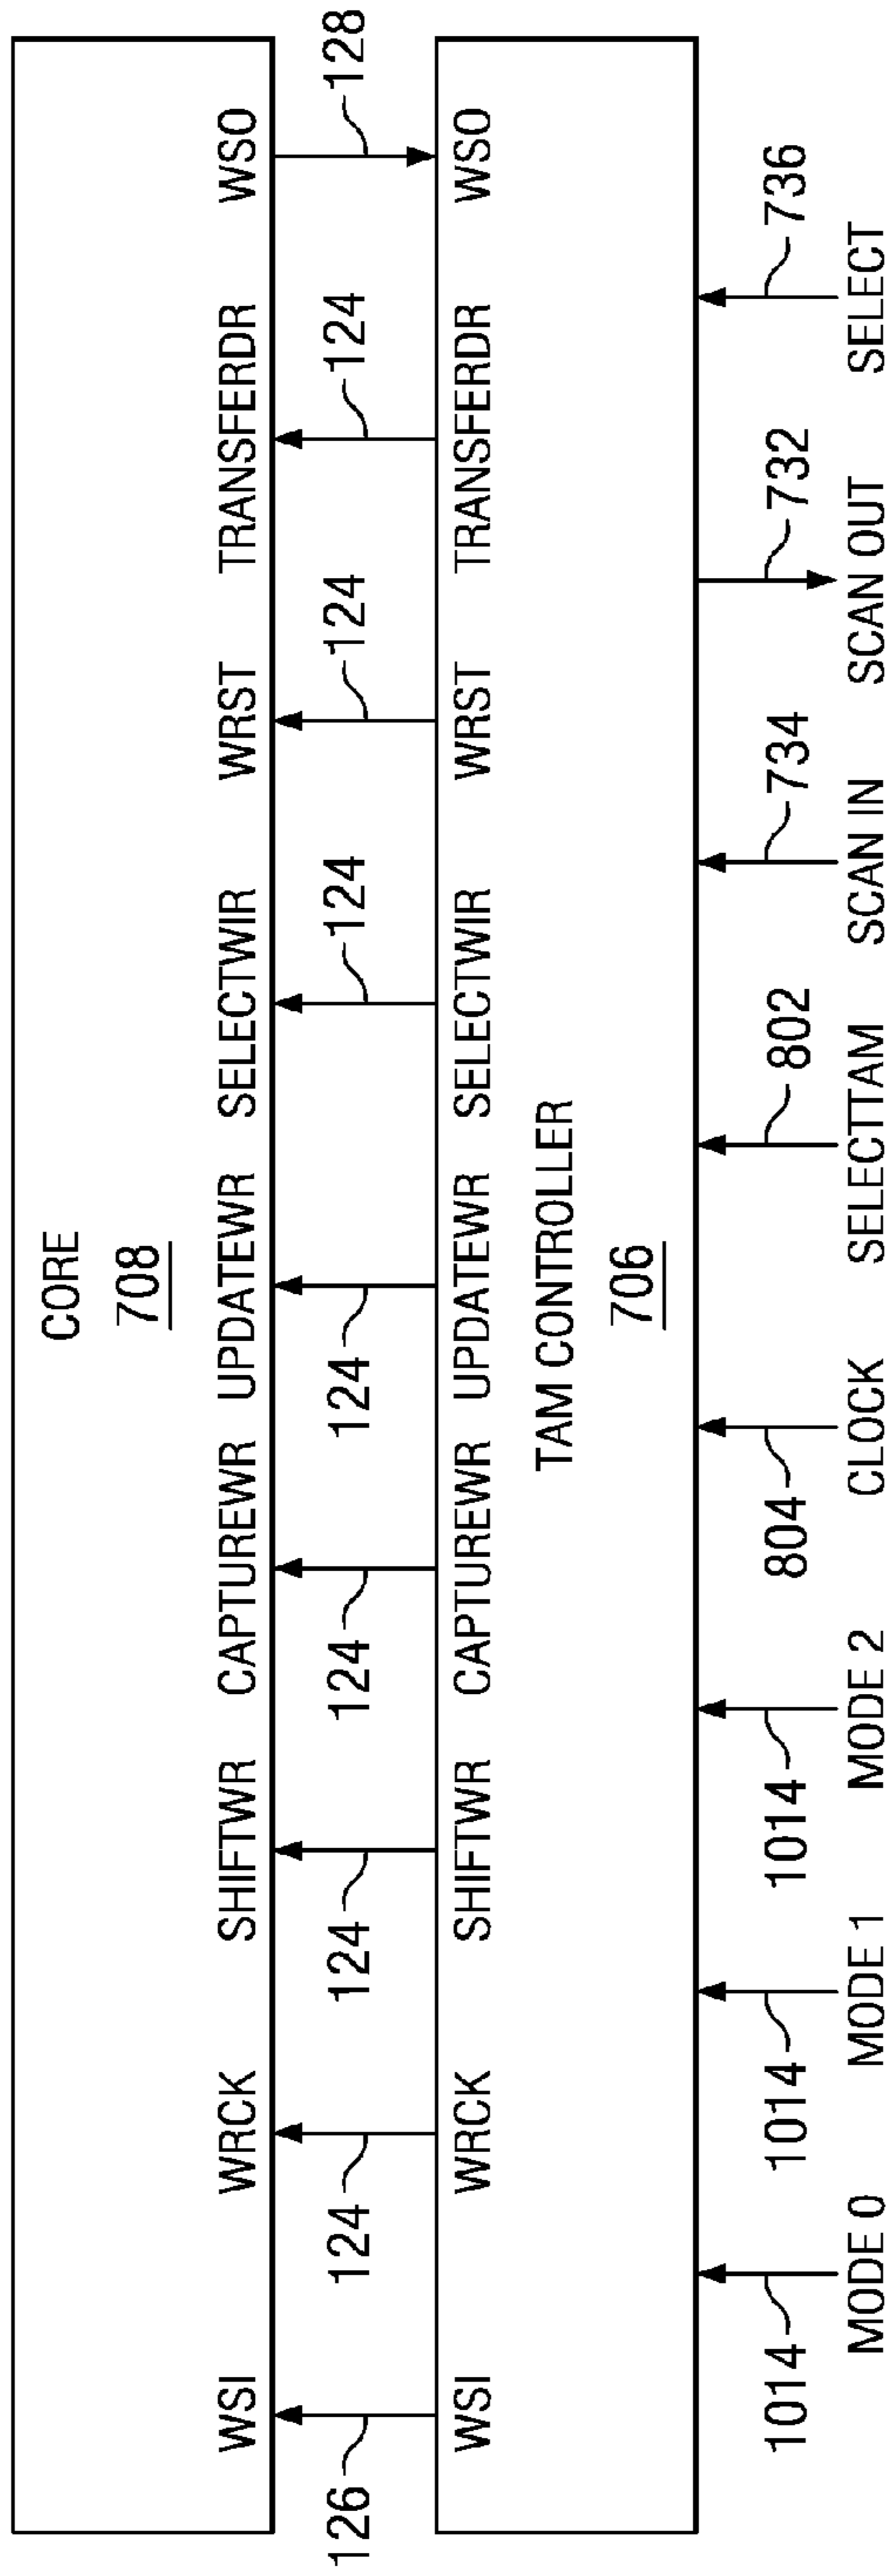 CORE
708
WSI WRCK SHIFTWR CAPTUREWR UPDATEWR SELECTWIR WRST TRANSFERDR WSO
126 124 124 124 124 124 124 124 128
WSI WRCK SHIFTWR CAPTUREWR UPDATEWR SELECTWIR WRST TRANSFERDR WSO
TAM CONTROLLER
706
1014 1014 1014 804 802 734 732 736
MODE 0 MODE 1 MODE 2 CLOCK SELECTTAM SCAN IN SCAN OUT SELECT